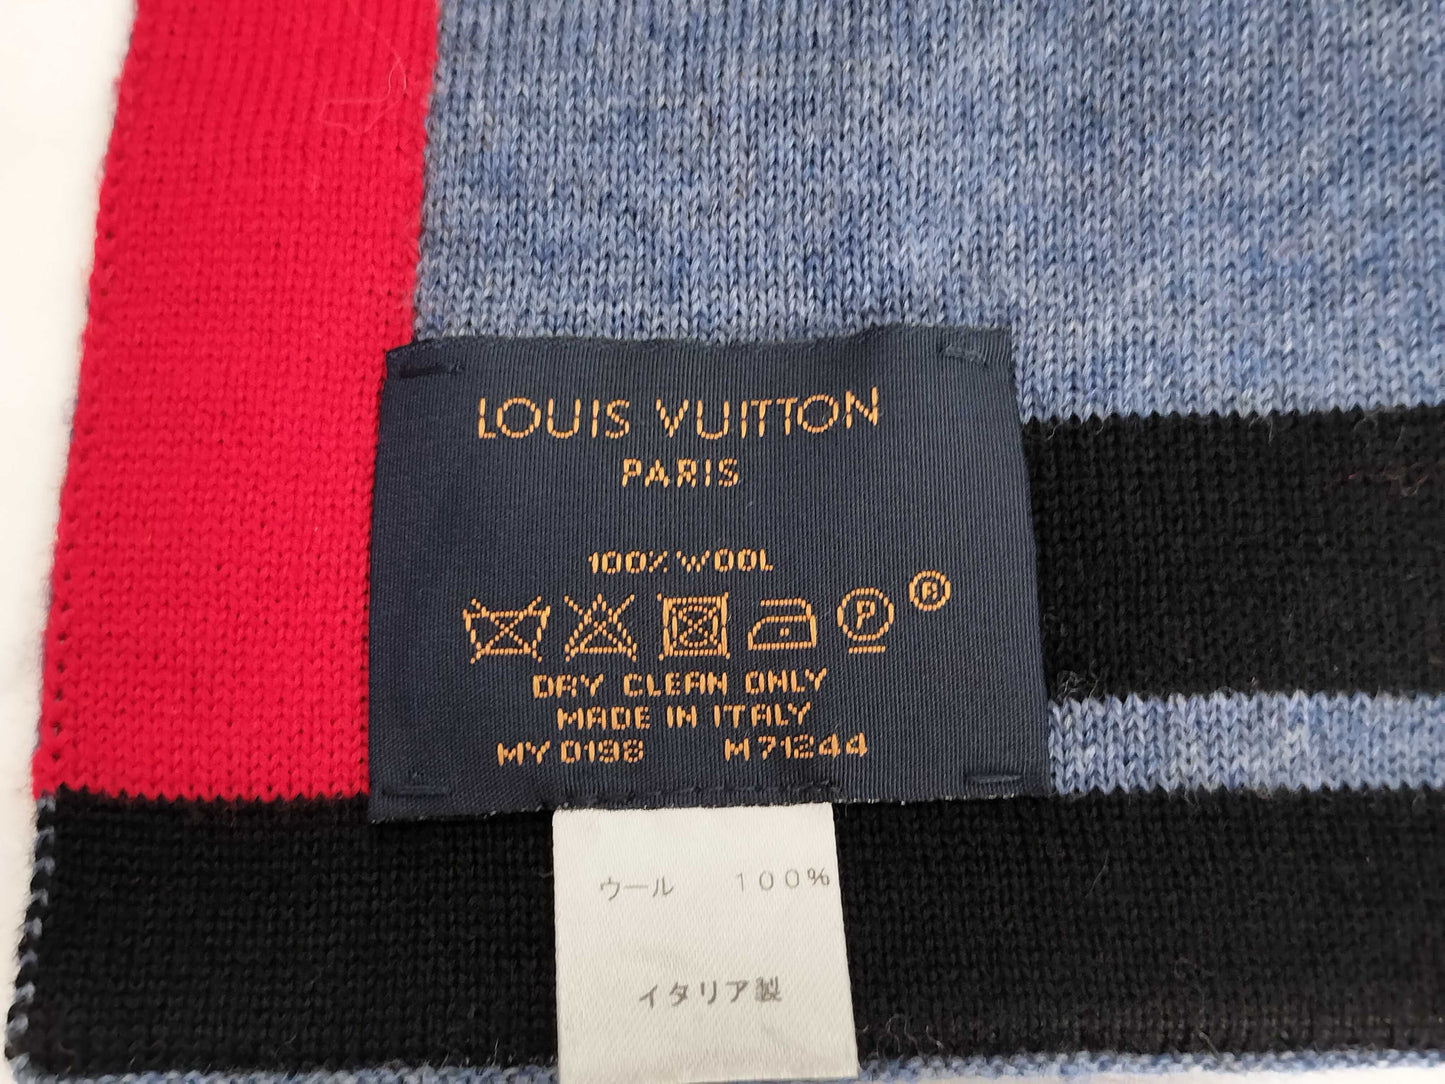 LOUIS VUITTON
PARIS
100% WOOL
P
R
DRY CLEAN ONLY
MADE IN ITALY
MY 0198 M71244
ウール 100%
イタリア製